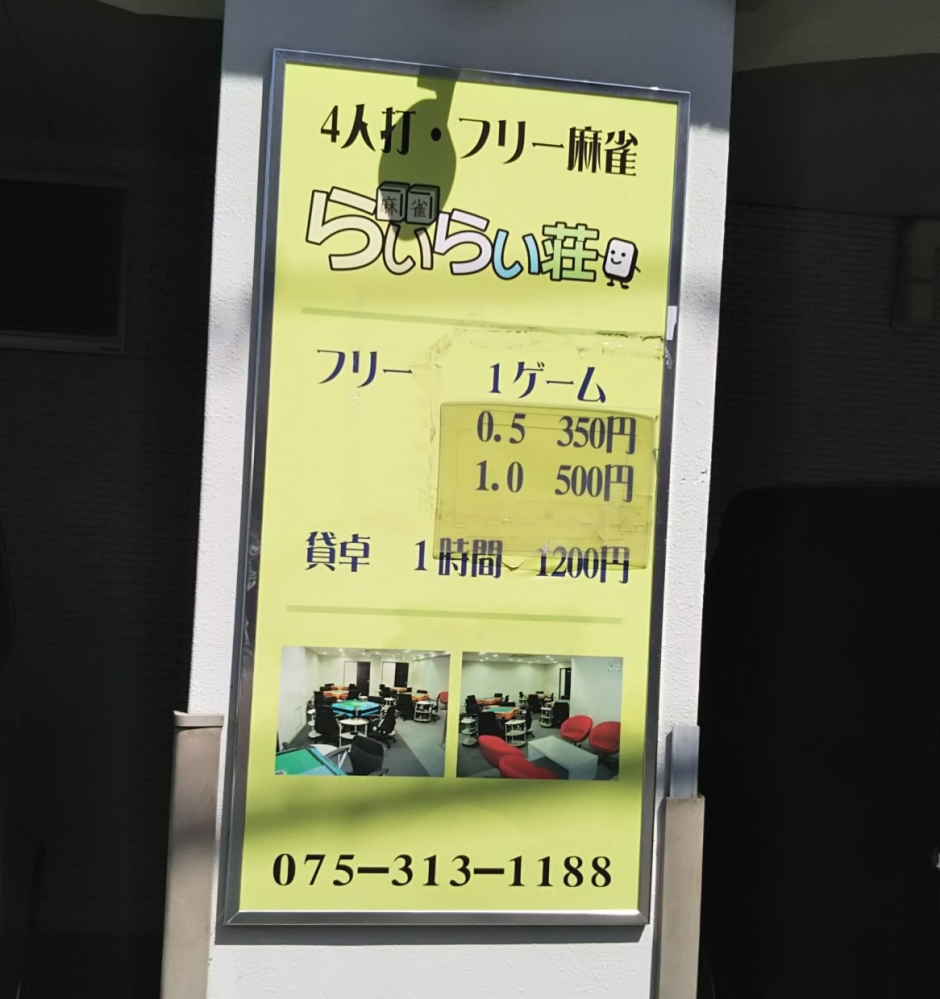 4人打・フリー麻雀
麻雀
らいらい荘
フリー 1ゲーム
0.5 350円
1.0 500円
貸卓 1時間 1200円
075-313-1188